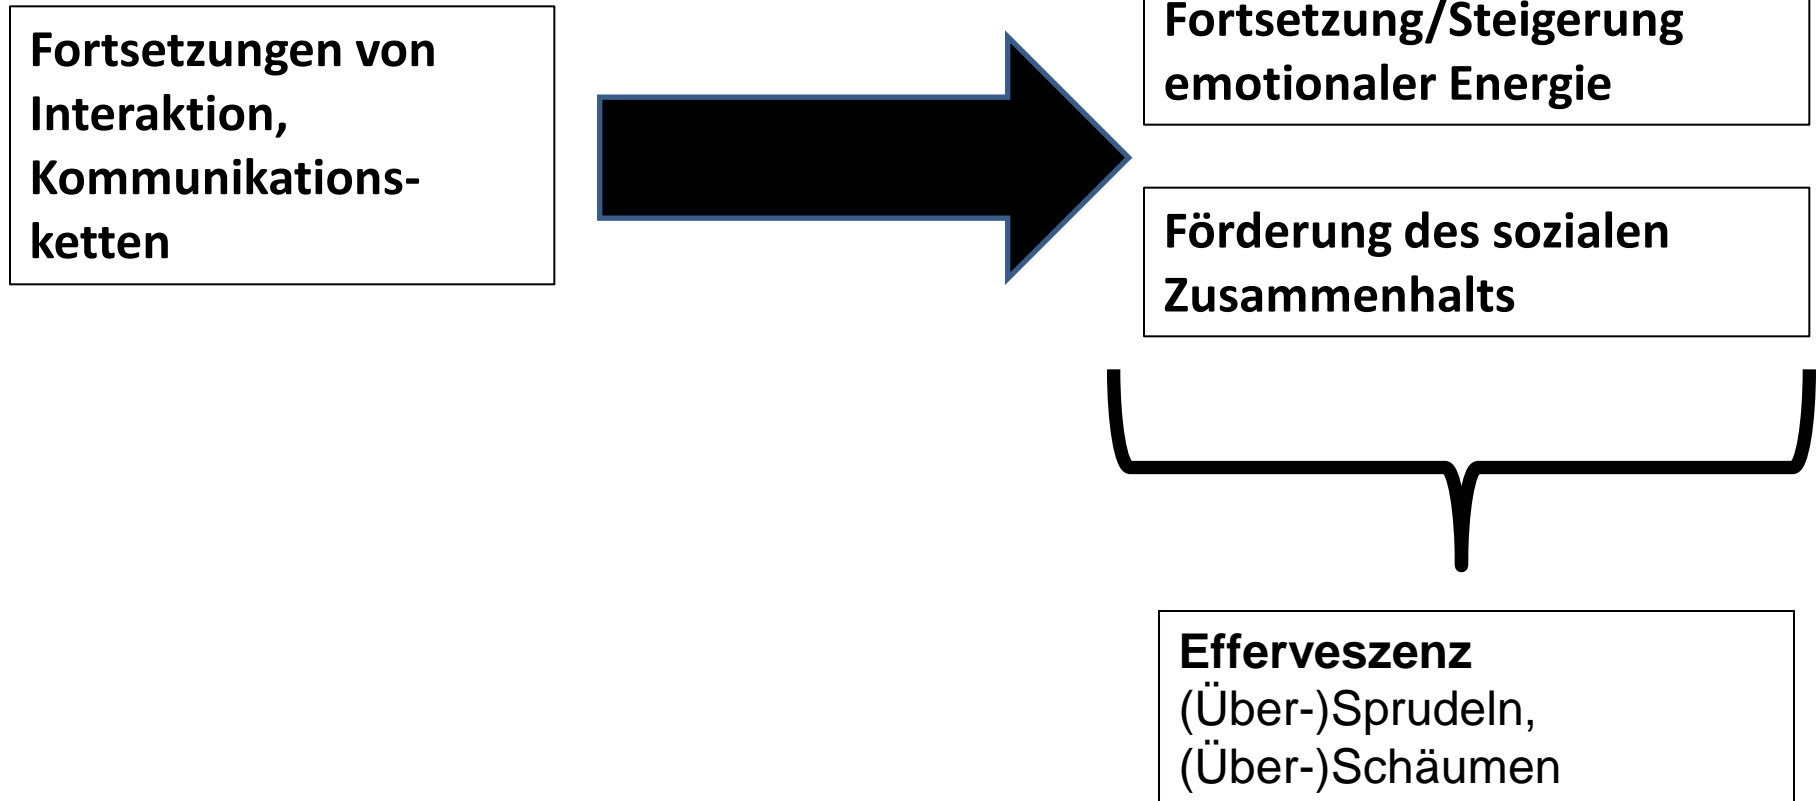 Fortsetzungen von
Interaktion,
Kommunikations-
ketten
Fortsetzung/Steigerung
emotionaler Energie
Förderung des sozialen
Zusammenhalts
Efferveszenz
(Über-)Sprudeln,
(Über-)Schäumen